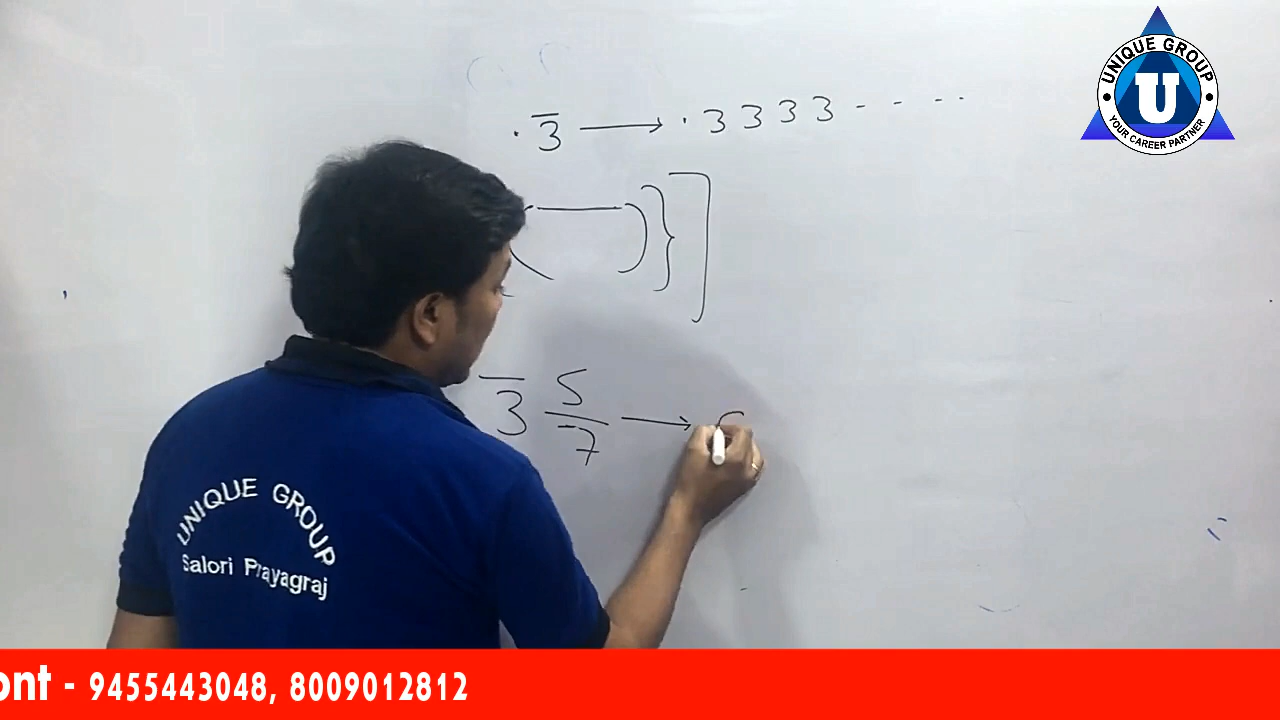 UNIQUE GROUP
U
YOUR CAREER PARTNER
.3̅ → .3333 - - - -
( ‾ ) } ]
3̅ 5/7 →
UNIQUE GROUP
Salori Prayagraj
ont - 9455443048, 8009012812